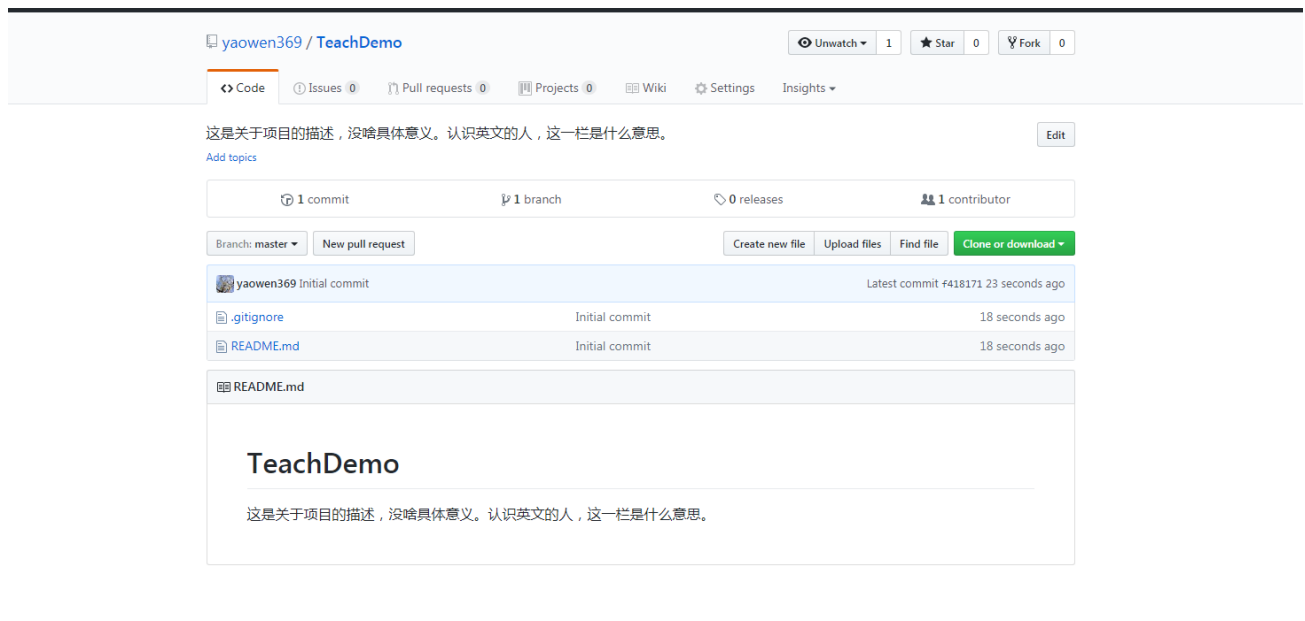 yaowen369 / TeachDemo Unwatch 1 Star 0 Fork 0
Code Issues 0 Pull requests 0 Projects 0 Wiki Settings Insights
这是关于项目的描述，没啥具体意义。认识英文的人，这一栏是什么意思。 Edit
Add topics
1 commit 1 branch 0 releases 1 contributor
Branch: master New pull request Create new file Upload files Find file Clone or download
yaowen369 Initial commit Latest commit f418171 23 seconds ago
.gitignore Initial commit 18 seconds ago
README.md Initial commit 18 seconds ago
README.md
TeachDemo
这是关于项目的描述，没啥具体意义。认识英文的人，这一栏是什么意思。